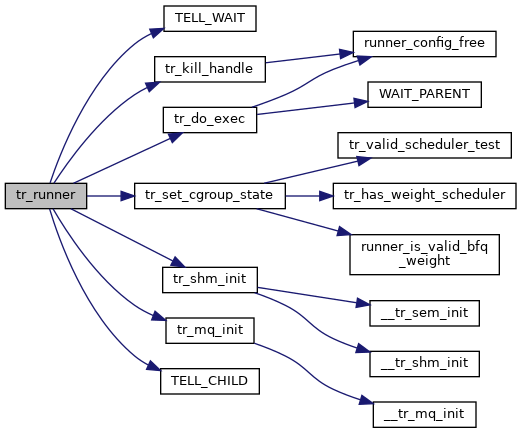 TELL_WAIT
runner_config_free
tr_kill_handle
WAIT_PARENT
tr_do_exec
tr_valid_scheduler_test
tr_runner
tr_set_cgroup_state
tr_has_weight_scheduler
runner_is_valid_bfq
_weight
tr_shm_init
__tr_sem_init
tr_mq_init
__tr_shm_init
TELL_CHILD
__tr_mq_init